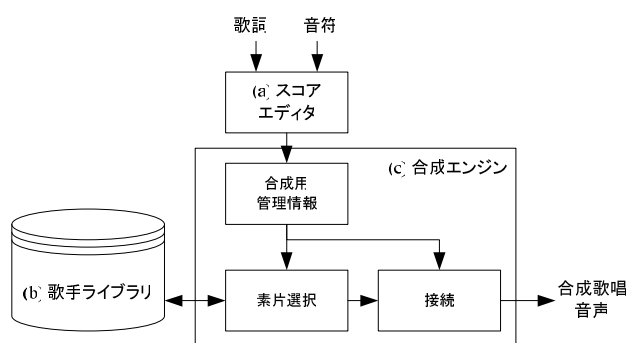 歌詞
音符
(a) スコア
エディタ
(c) 合成エンジン
合成用
管理情報
(b) 歌手ライブラリ
素片選択
接続
合成歌唱
音声